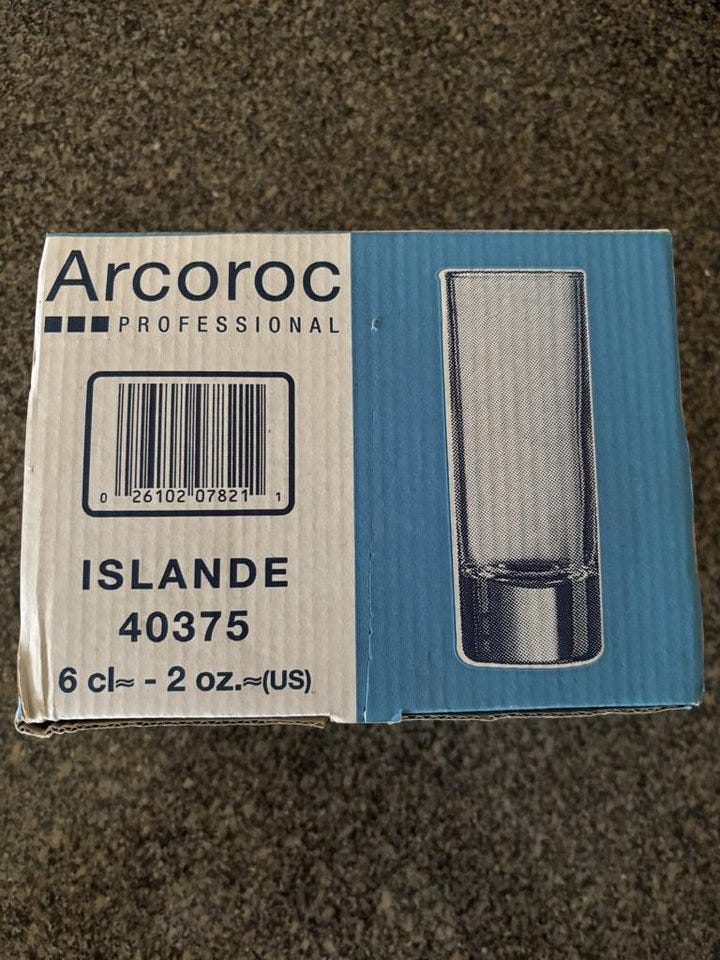 Arcoroc
PROFESSIONAL
0 26102 07821 1
ISLANDE
40375
6 cl≈ - 2 oz.≈(US)